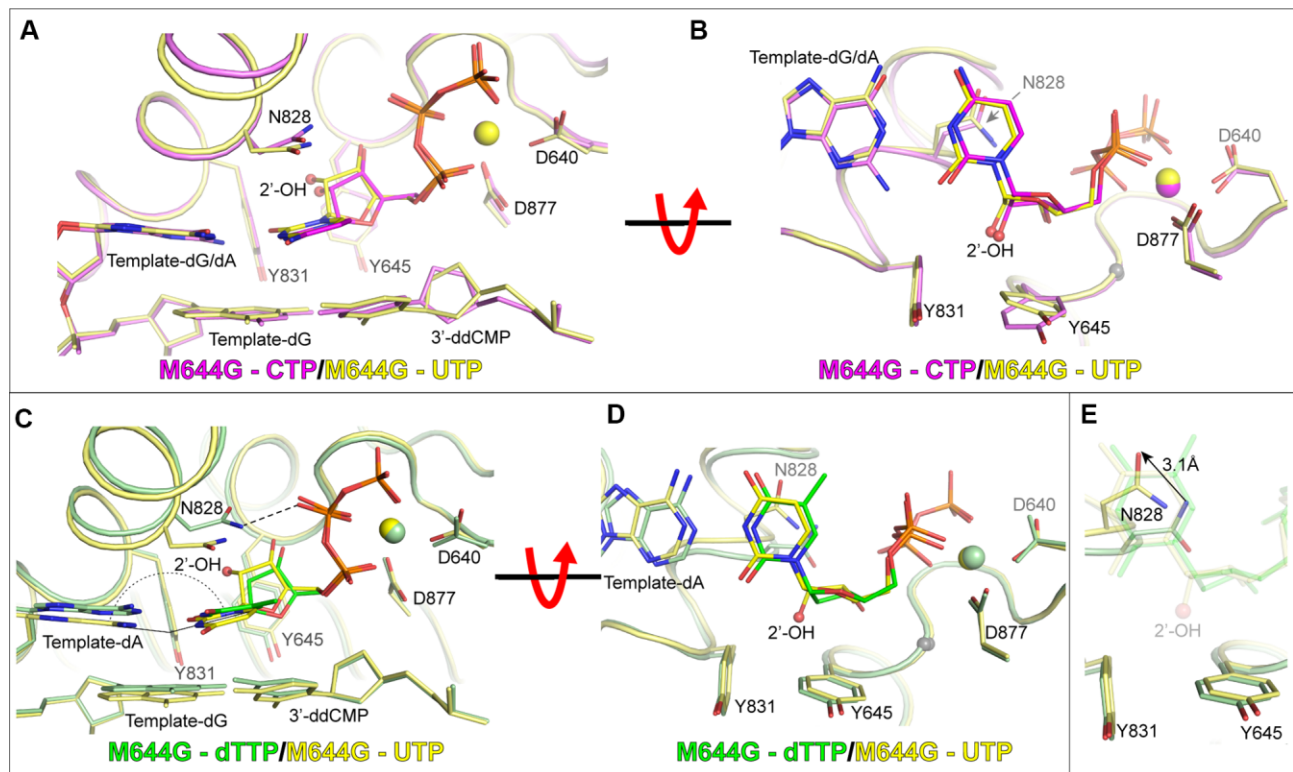 A
N828
2'-OH
D640
D877
Template-dG/dA
Y831
Y645
Template-dG
3'-ddCMP
M644G - CTP/M644G - UTP
B
Template-dG/dA
N828
D640
2'-OH
D877
Y831
Y645
M644G - CTP/M644G - UTP
C
N828
2'-OH
D640
D877
Template-dA
Y645
Y831
Template-dG
3'-ddCMP
M644G - dTTP/M644G - UTP
D
N828
D640
Template-dA
2'-OH
D877
Y831
Y645
M644G - dTTP/M644G - UTP
E
3.1Å
N828
2'-OH
Y831
Y645